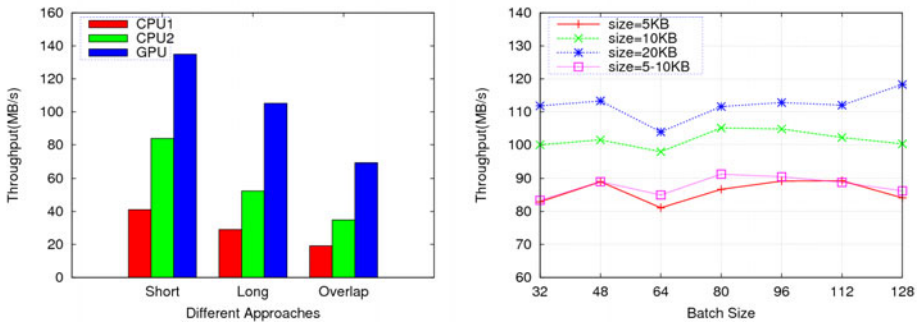 Throughput(MB/s)
160
140
120
100
80
60
40
20
0
CPU1
CPU2
GPU
Short Long Overlap
Different Approaches
Throughput(MB/s)
140
130
120
110
100
90
80
70
60
size=5KB
size=10KB
size=20KB
size=5-10KB
32 48 64 80 96 112 128
Batch Size